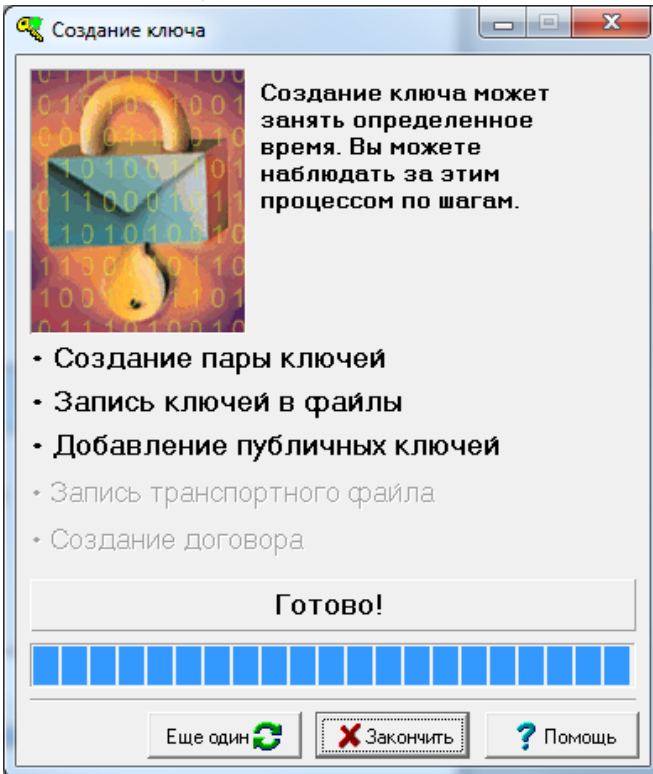 Создание ключа
Создание ключа может
занять определенное
время. Вы можете
наблюдать за этим
процессом по шагам.
• Создание пары ключей
• Запись ключей в файлы
• Добавление публичных ключей
• Запись транспортного файла
• Создание договора
Готово!
Еще один
Закончить
Помощь